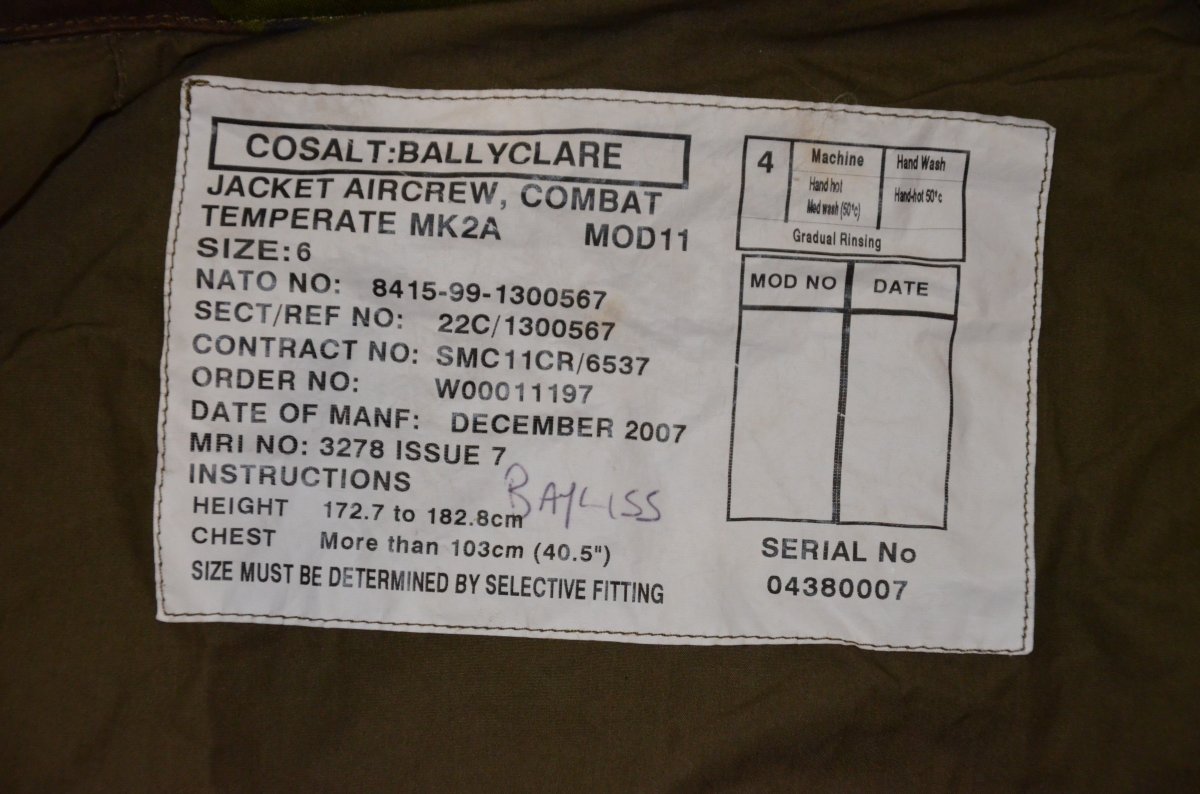 COSALT:BALLYCLARE
JACKET AIRCREW, COMBAT
TEMPERATE MK2A MOD11
SIZE:6
NATO NO: 8415-99-1300567
SECT/REF NO: 22C/1300567
CONTRACT NO: SMC11CR/6537
ORDER NO: W00011197
DATE OF MANF: DECEMBER 2007
MRI NO: 3278 ISSUE 7
INSTRUCTIONS
BAYLISS
HEIGHT 172.7 to 182.8cm
CHEST More than 103cm (40.5")
SIZE MUST BE DETERMINED BY SELECTIVE FITTING
4
Machine
Hand hot
Med wash (50°c)
Hand Wash
Hand-hot 50°c
Gradual Rinsing
MOD NO DATE
SERIAL No
04380007